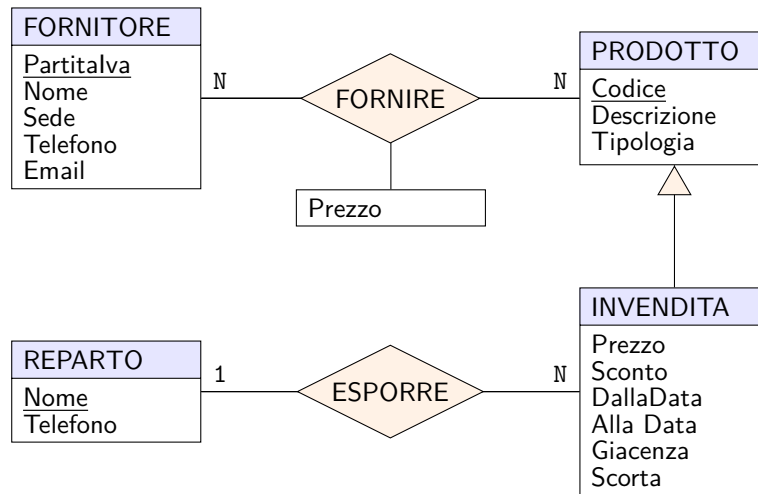 FORNITORE
PartitaIva
Nome
Sede
Telefono
Email
N
FORNIRE
N
Prezzo
PRODOTTO
Codice
Descrizione
Tipologia
REPARTO
Nome
Telefono
1
ESPORRE
N
INVENDITA
Prezzo
Sconto
DallaData
Alla Data
Giacenza
Scorta